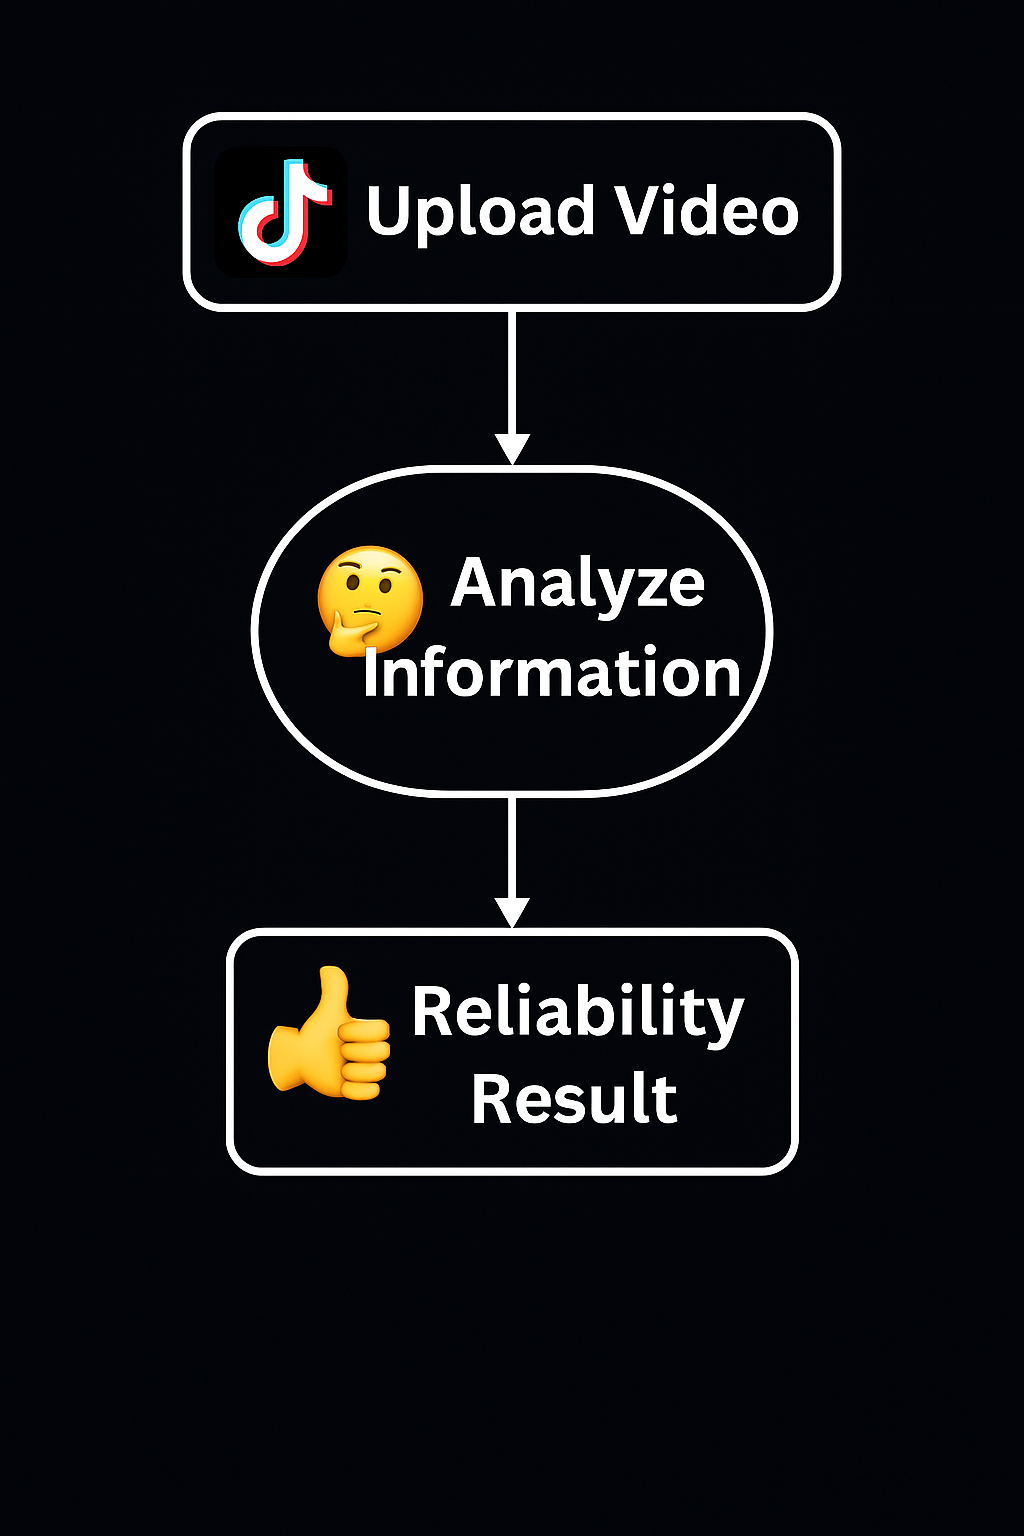 Upload Video
Analyze
Information
Reliability
Result